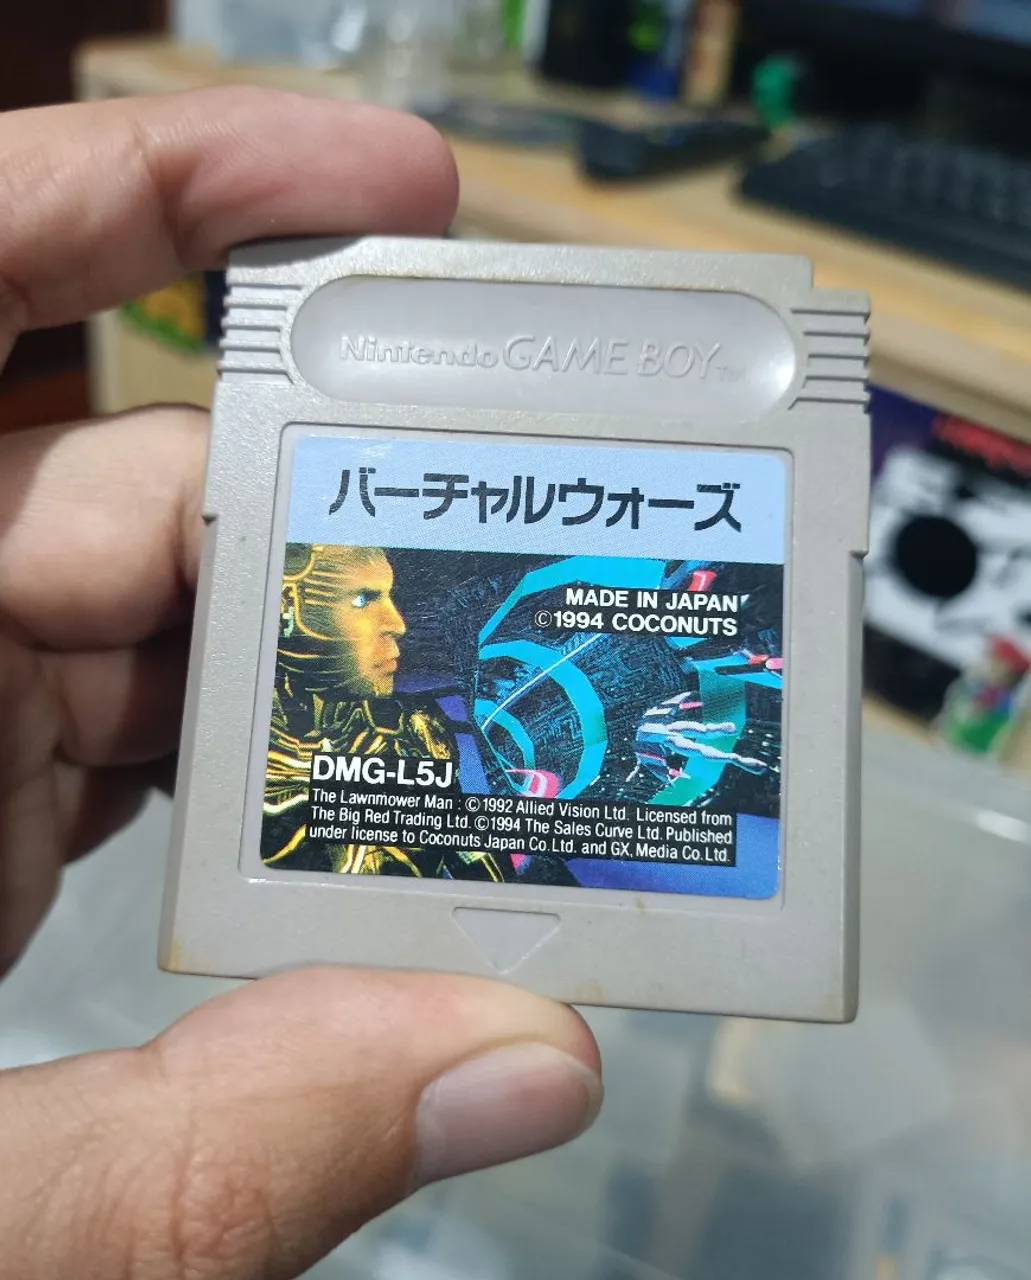 Nintendo GAME BOY TM
バーチャルウォーズ
MADE IN JAPAN
©1994 COCONUTS
DMG-L5J
The Lawnmower Man : ©1992 Allied Vision Ltd. Licensed from
The Big Red Trading Ltd. ©1994 The Sales Curve Ltd. Published
under license to Coconuts Japan Co.Ltd. and GX, Media Co.Ltd.